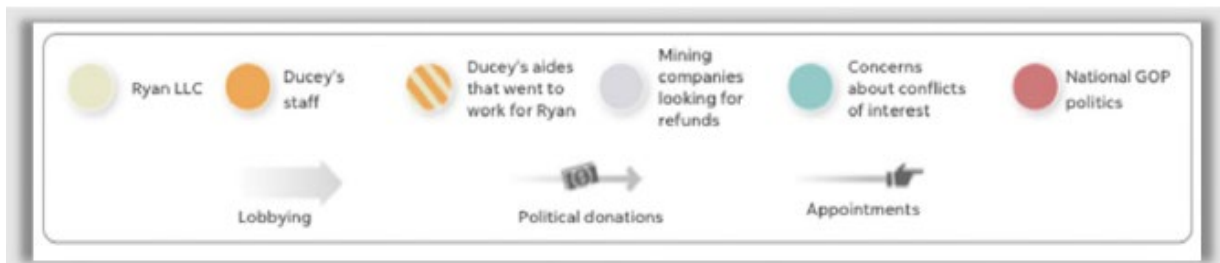 Ryan LLC
Ducey's
staff
Ducey's aides
that went to
work for Ryan
Mining
companies
looking for
refunds
Concerns
about conflicts
of interest
National GOP
politics
Lobbying
Political donations
Appointments